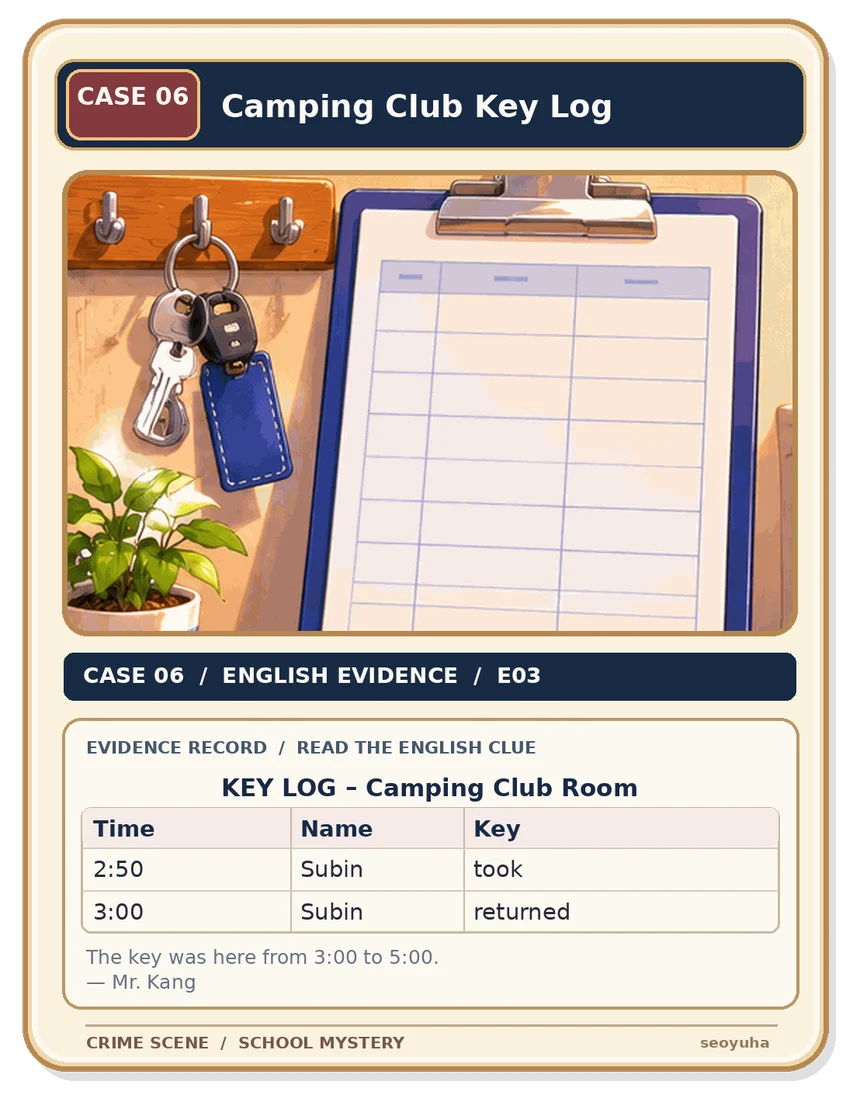 CASE 06
Camping Club Key Log
CASE 06 / ENGLISH EVIDENCE / E03
EVIDENCE RECORD / READ THE ENGLISH CLUE
KEY LOG – Camping Club Room
Time Name Key
2:50 Subin took
3:00 Subin returned
The key was here from 3:00 to 5:00.
— Mr. Kang
CRIME SCENE / SCHOOL MYSTERY
seoyuha